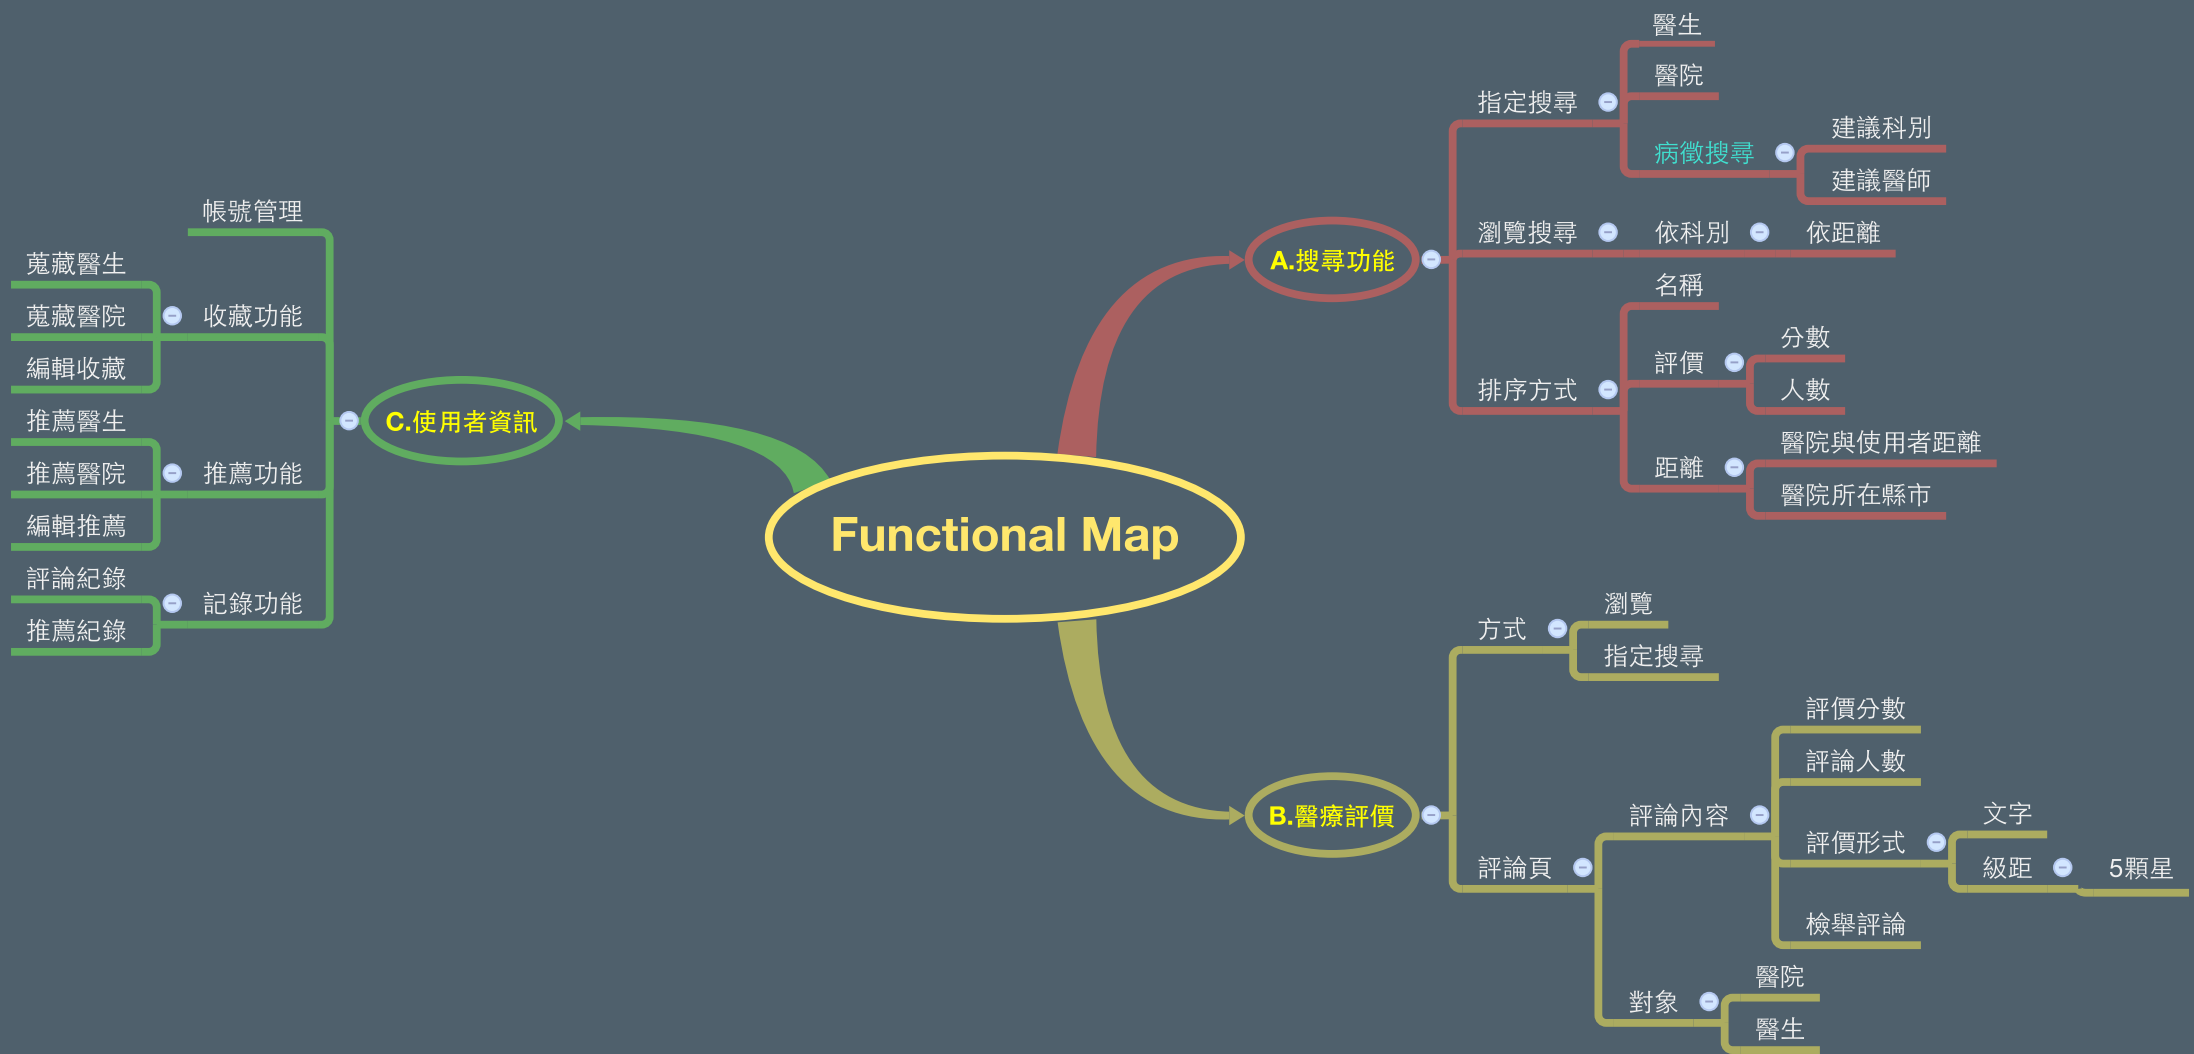 Functional Map
A.搜尋功能
指定搜尋
醫生
醫院
病徵搜尋
建議科別
建議醫師
瀏覽搜尋
依科別
依距離
排序方式
名稱
評價
分數
人數
距離
醫院與使用者距離
醫院所在縣市
B.醫療評價
方式
瀏覽
指定搜尋
評論頁
評論內容
評價分數
評論人數
評價形式
文字
級距
5顆星
檢舉評論
對象
醫院
醫生
C.使用者資訊
帳號管理
收藏功能
蒐藏醫生
蒐藏醫院
編輯收藏
推薦功能
推薦醫生
推薦醫院
編輯推薦
記錄功能
評論紀錄
推薦紀錄